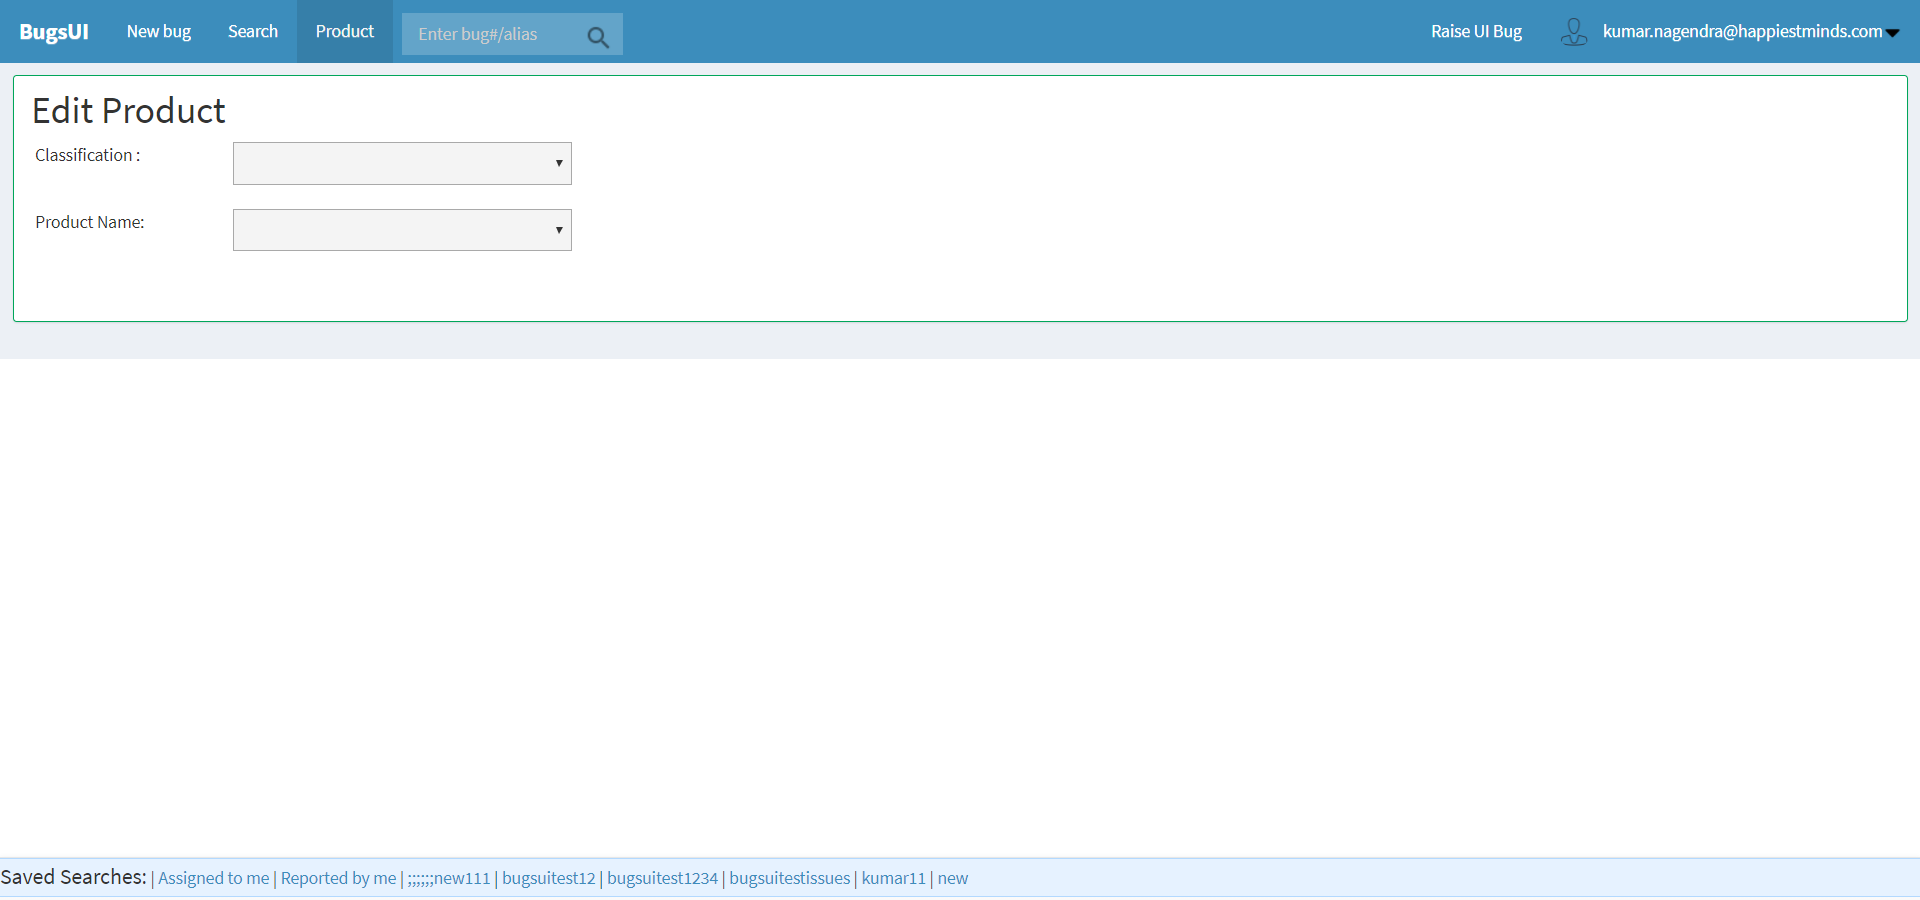 BugsUI New bug Search Product Enter bug#/alias Raise UI Bug kumar.nagendra@happiestminds.com
Edit Product
Classification :
Product Name:
Saved Searches: | Assigned to me | Reported by me | ;;;;;;new111 | bugsuitest12 | bugsuitest1234 | bugsuitestissues | kumar11 | new